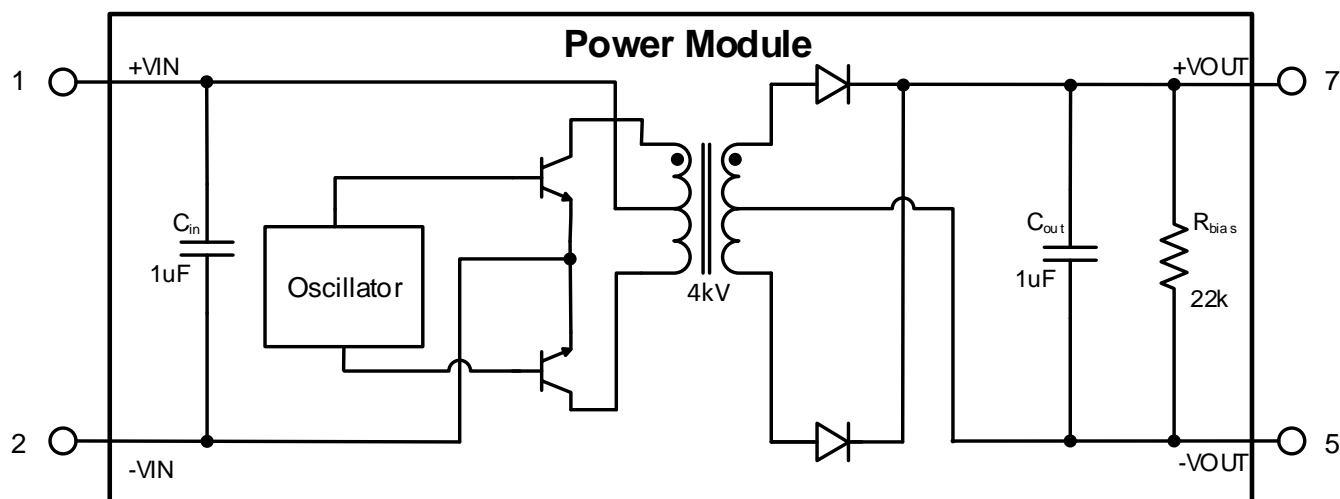 Power Module
1
+VIN
+VOUT
7
Cin
1uF
Oscillator
4kV
Cout
1uF
Rbias
22k
2
-VIN
-VOUT
5